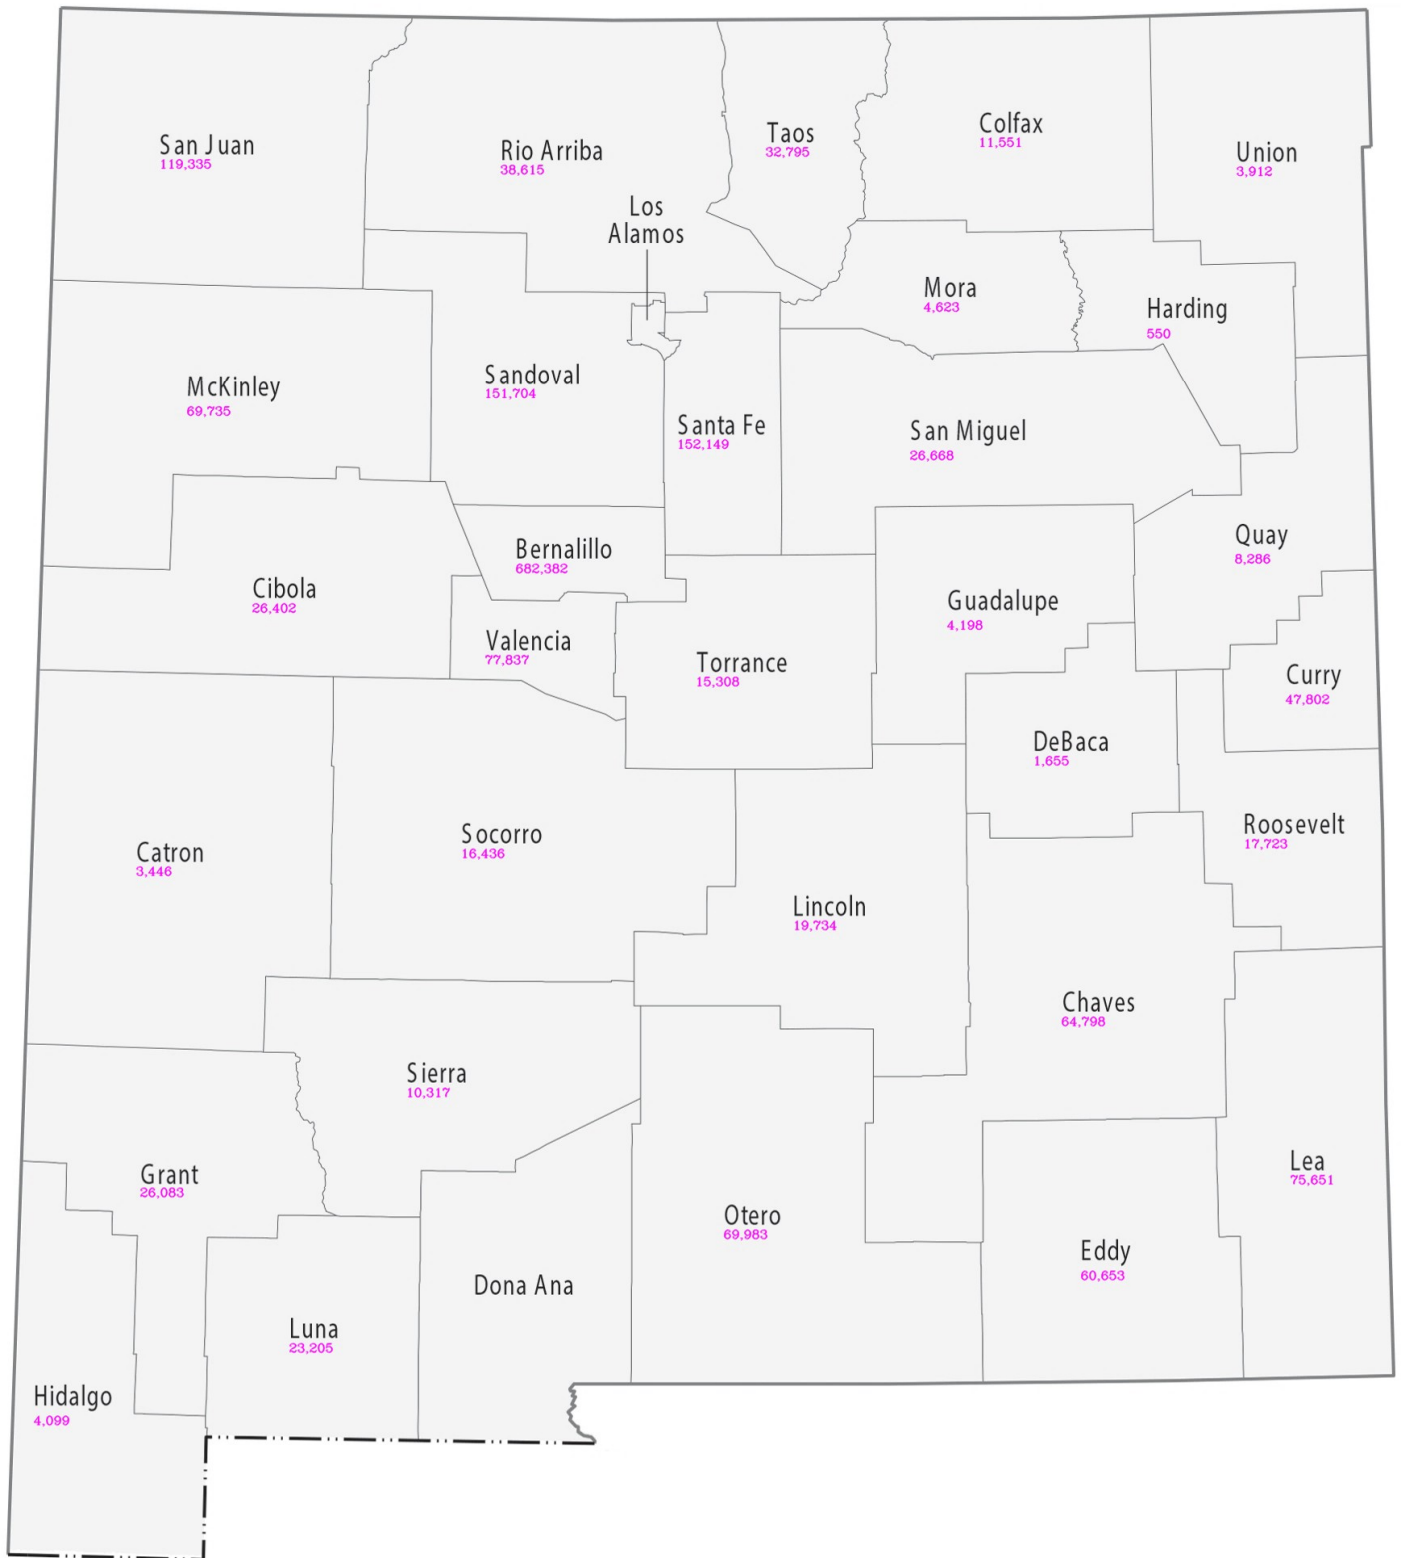 San Juan
119,335
Rio Arriba
38,615
Taos
32,795
Colfax
11,551
Union
3,912
Los
Alamos
Mora
4,623
Harding
550
McKinley
69,735
Sandoval
151,704
Santa Fe
152,149
San Miguel
26,668
Quay
8,286
Bernalillo
682,382
Cibola
26,402
Guadalupe
4,198
Valencia
77,837
Torrance
15,308
Curry
47,802
DeBaca
1,655
Catron
3,446
Socorro
16,436
Roosevelt
17,723
Lincoln
19,734
Chaves
64,798
Sierra
10,317
Grant
26,083
Lea
75,651
Otero
69,983
Eddy
60,653
Dona Ana
Luna
23,205
Hidalgo
4,099